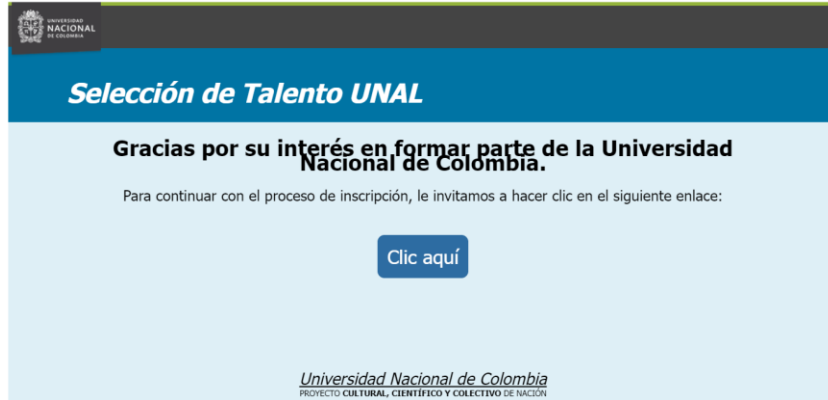 UNIVERSIDAD
NACIONAL
DE COLOMBIA
Selección de Talento UNAL
Gracias por su interés en formar parte de la Universidad
Nacional de Colombia.
Para continuar con el proceso de inscripción, le invitamos a hacer clic en el siguiente enlace:
Clic aquí
Universidad Nacional de Colombia
PROYECTO CULTURAL, CIENTÍFICO Y COLECTIVO DE NACIÓN